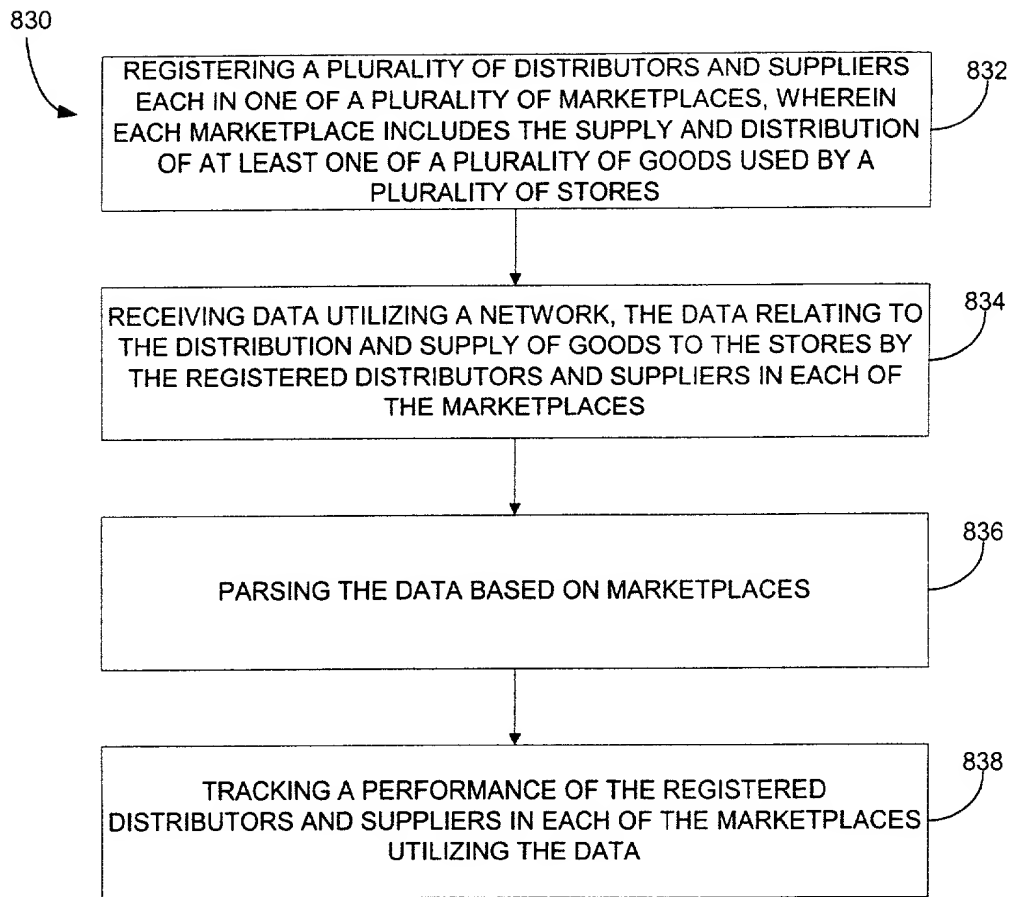 830
REGISTERING A PLURALITY OF DISTRIBUTORS AND SUPPLIERS
EACH IN ONE OF A PLURALITY OF MARKETPLACES, WHEREIN
EACH MARKETPLACE INCLUDES THE SUPPLY AND DISTRIBUTION
OF AT LEAST ONE OF A PLURALITY OF GOODS USED BY A
PLURALITY OF STORES
832
RECEIVING DATA UTILIZING A NETWORK, THE DATA RELATING TO
THE DISTRIBUTION AND SUPPLY OF GOODS TO THE STORES BY
THE REGISTERED DISTRIBUTORS AND SUPPLIERS IN EACH OF
THE MARKETPLACES
834
PARSING THE DATA BASED ON MARKETPLACES
836
TRACKING A PERFORMANCE OF THE REGISTERED
DISTRIBUTORS AND SUPPLIERS IN EACH OF THE MARKETPLACES
UTILIZING THE DATA
838